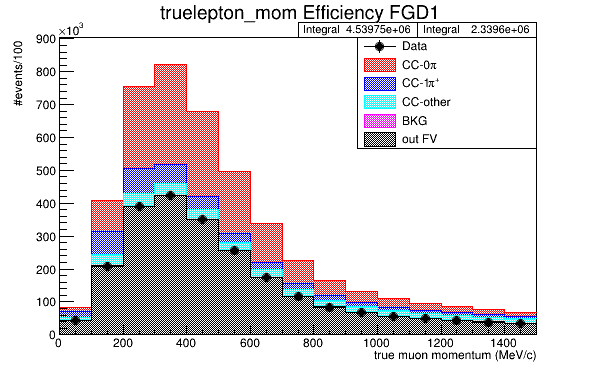 truelepton_mom Efficiency FGD1
Integral 4.53975e+06 Integral 2.3396e+06
×10³
900
800
700
600
500
400
300
200
100
0
#events/100
Data
CC-0π
CC-1π⁺
CC-other
BKG
out FV
0 200 400 600 800 1000 1200 1400
true muon momentum (MeV/c)